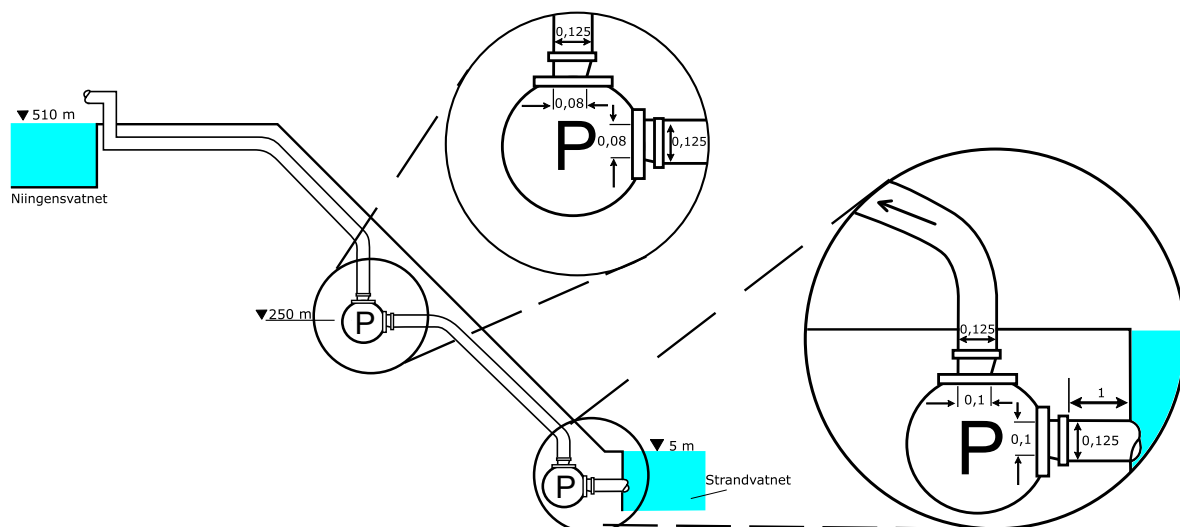 ▼ 510 m
Niingensvatnet
▼ 250 m
P
0,125
0,08
P
0,08
0,125
P
▼ 5 m
Strandvatnet
0,125
0,1
1
P
0,1
0,125